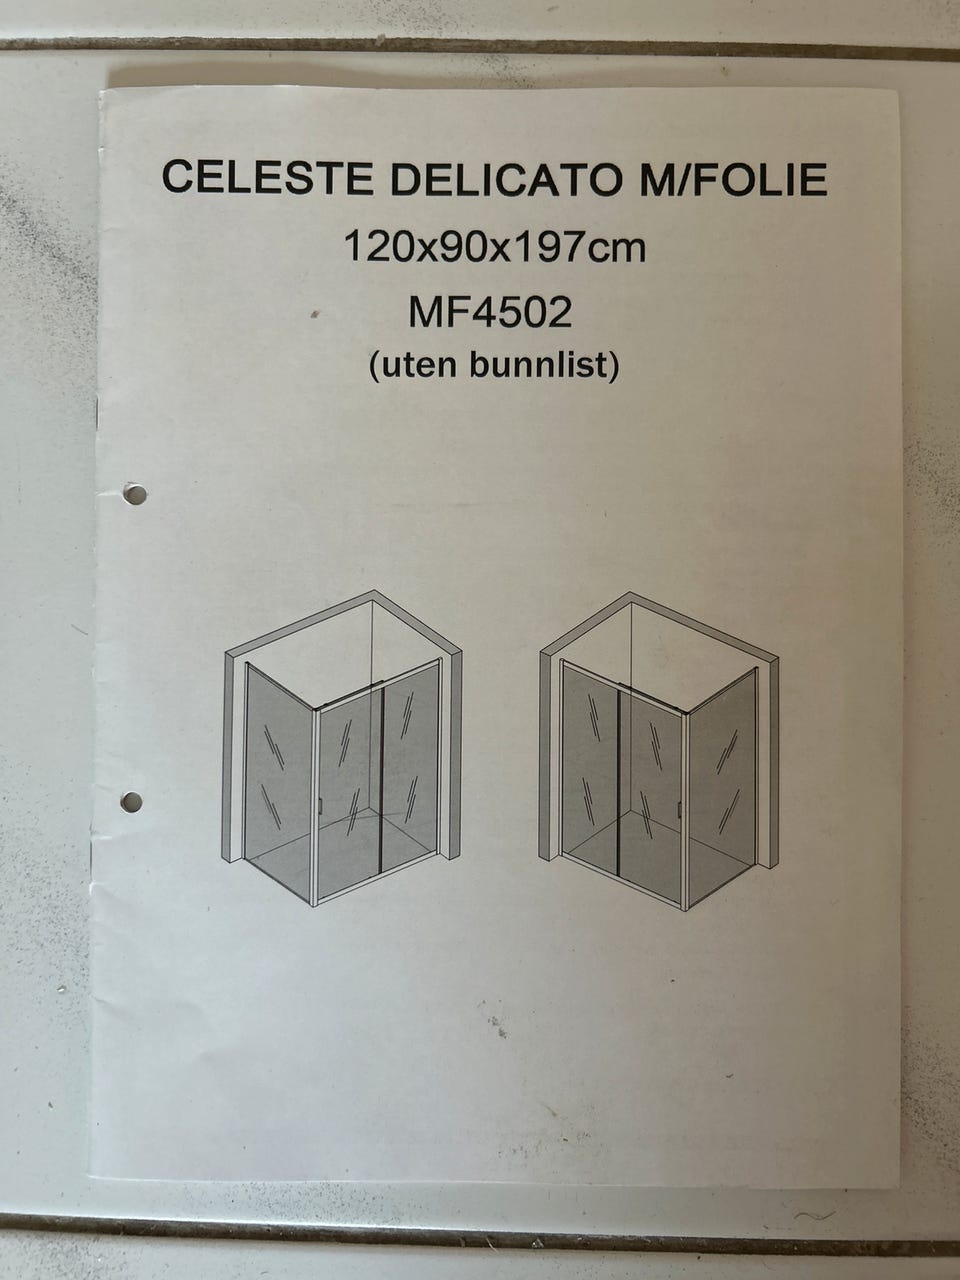 CELESTE DELICATO M/FOLIE
120x90x197cm
MF4502
(uten bunnlist)